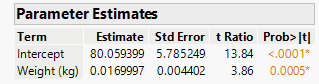 Parameter Estimates
Term Estimate Std Error t Ratio Prob>|t|
Intercept 80.059399 5.785249 13.84 <.0001*
Weight (kg) 0.0169997 0.004402 3.86 0.0005*